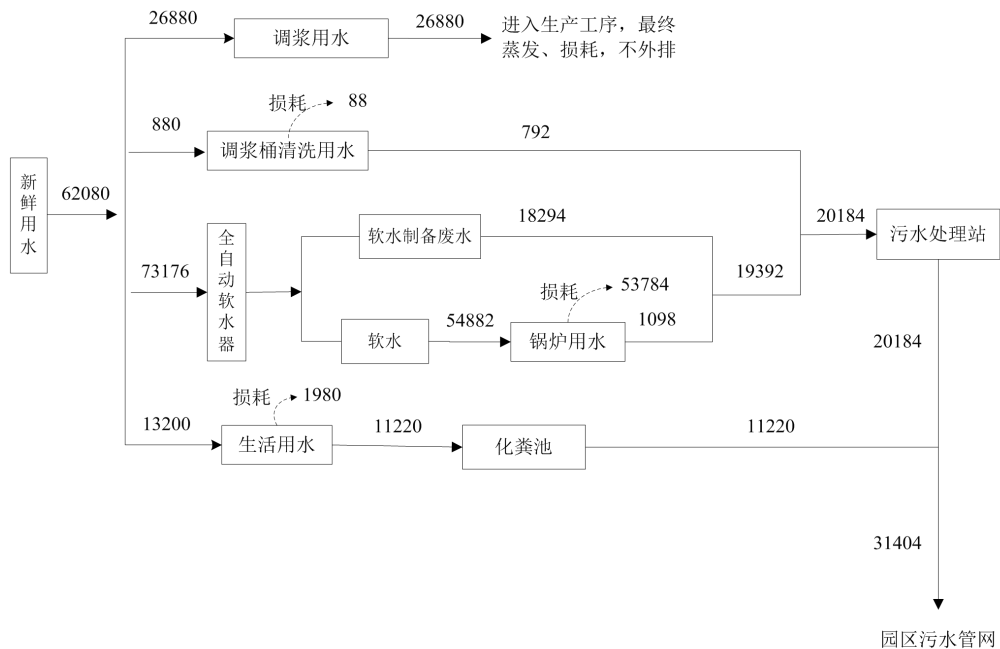 26880
调浆用水
26880
进入生产工序，最终
蒸发、损耗，不外排
损耗
88
880
调浆桶清洗用水
792
新鲜用水
62080
73176
全自动软水器
软水制备废水
18294
19392
20184
污水处理站
软水
54882
锅炉用水
损耗
53784
1098
20184
13200
损耗
1980
生活用水
11220
化粪池
11220
31404
园区污水管网